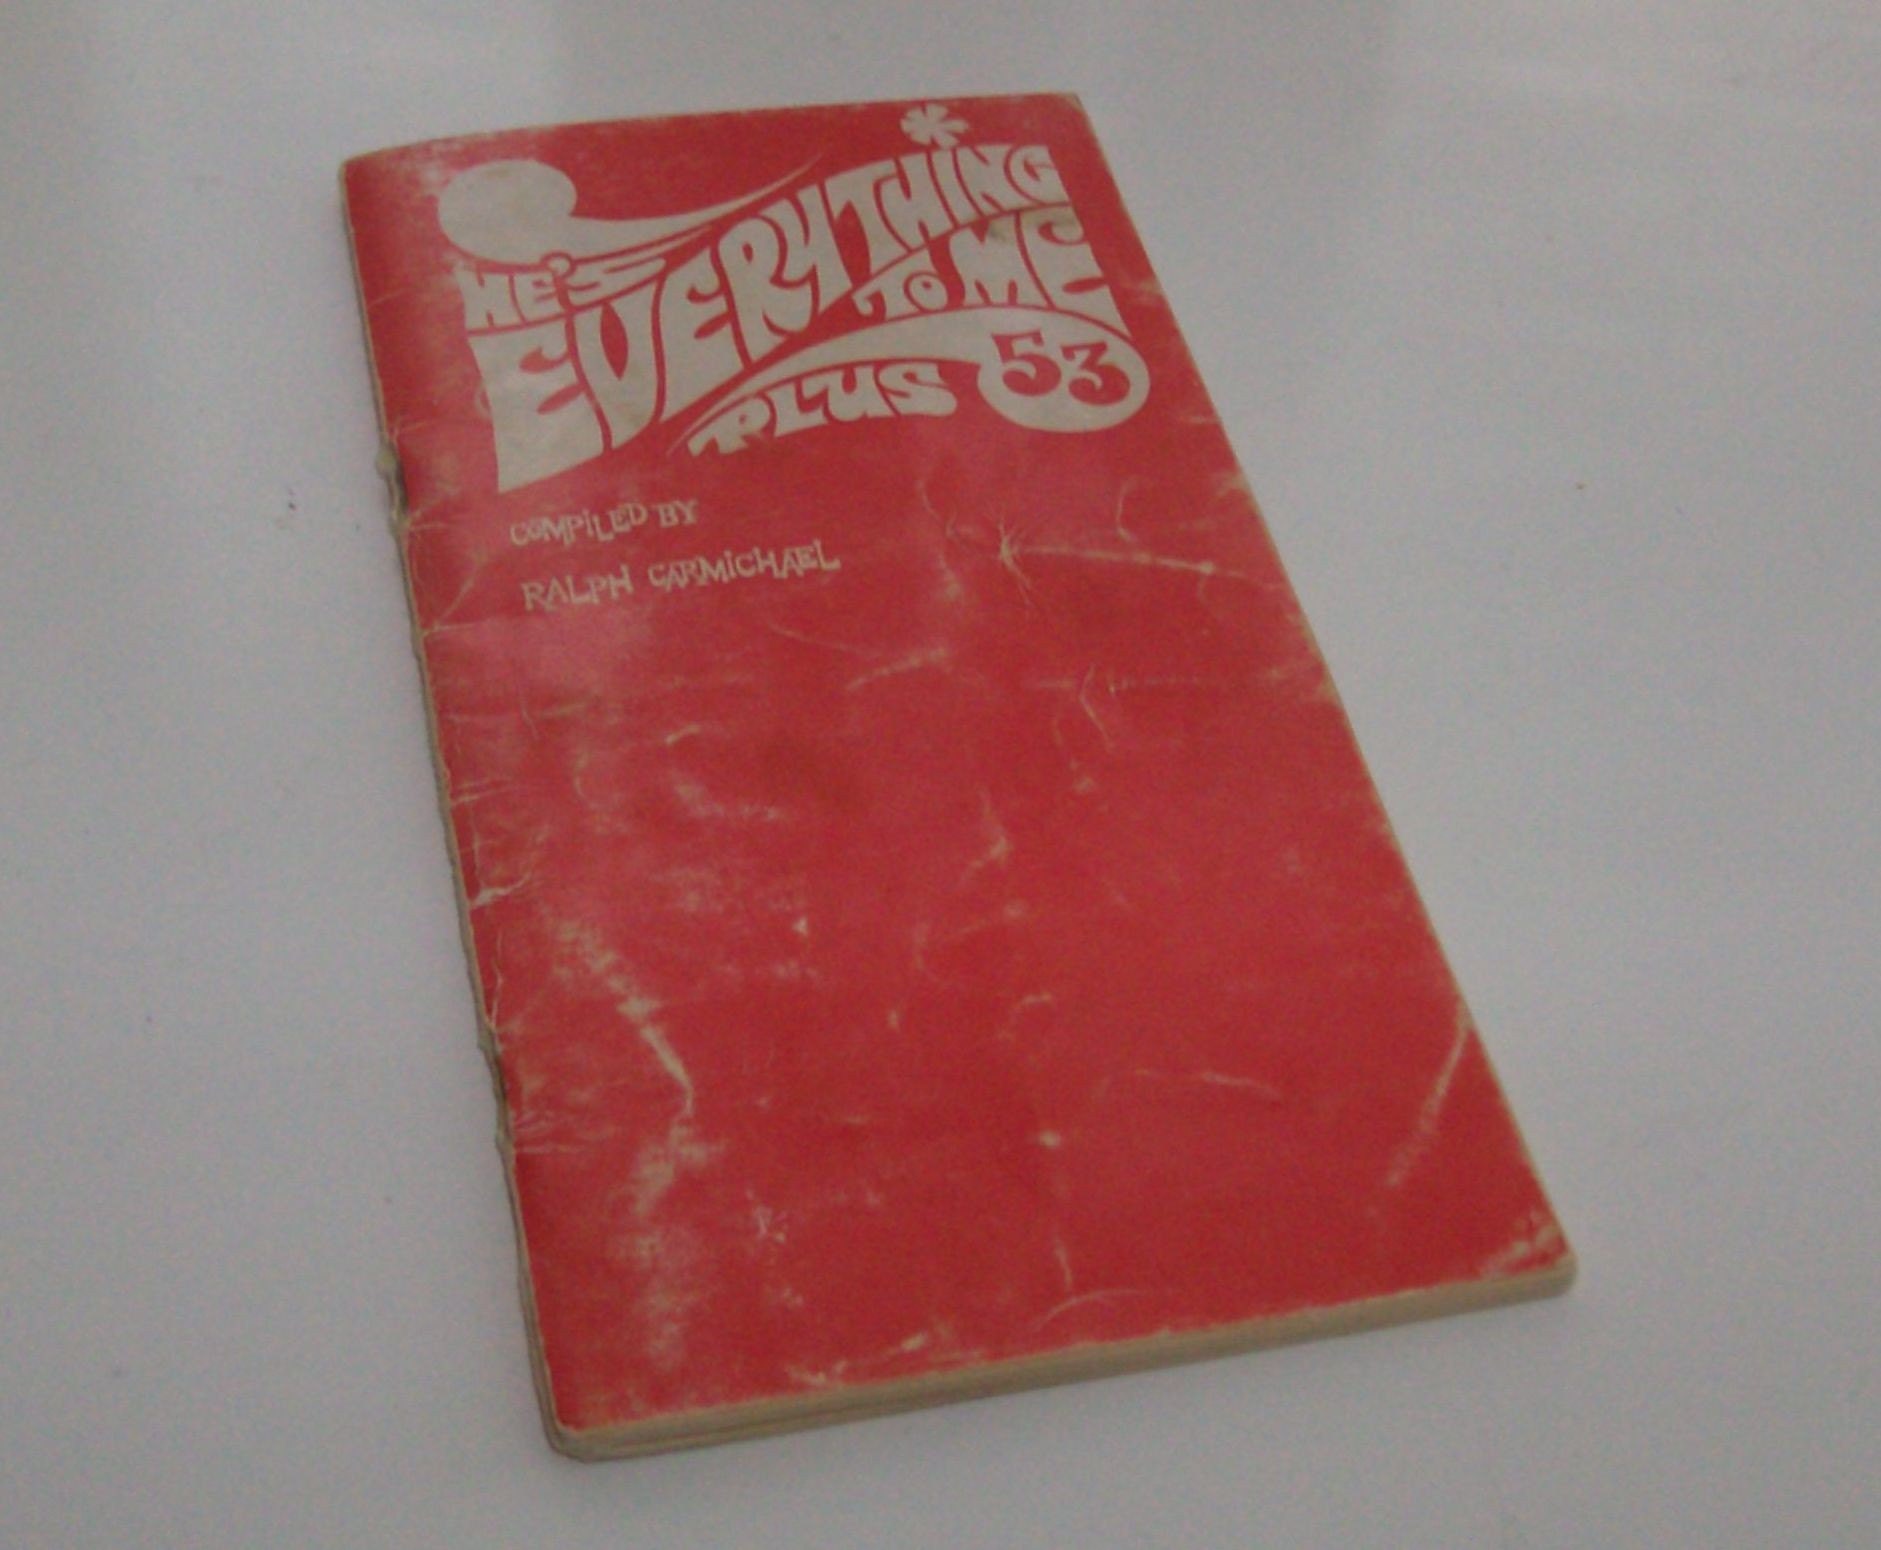 HE'S
EVERYTHING
TO ME
PLUS 53
COMPILED BY
RALPH CARMICHAEL